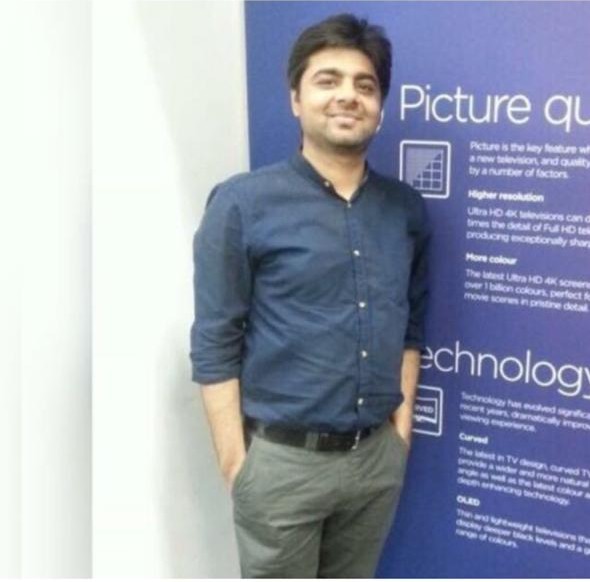 Picture qu
Picture is the key feature wh
a new television, and quality
by a number of factors.
Higher resolution
Ultra HD 4K televisions can d
times the detail of Full HD tele
producing exceptionally sharp
More colour
The latest Ultra HD 4K screens
over 1 billion colours, perfect fo
movie scenes in pristine detail.
echnology
Technology has evolved significa
recent years, dramatically improv
viewing experience.
RVED
Curved
The latest in TV design, curved TV
provide a wider and more natural
angle as well as the latest colour a
depth enhancing technology.
OLED
Thin and lightweight televisions tha
display deeper black levels and a g
range of colours.